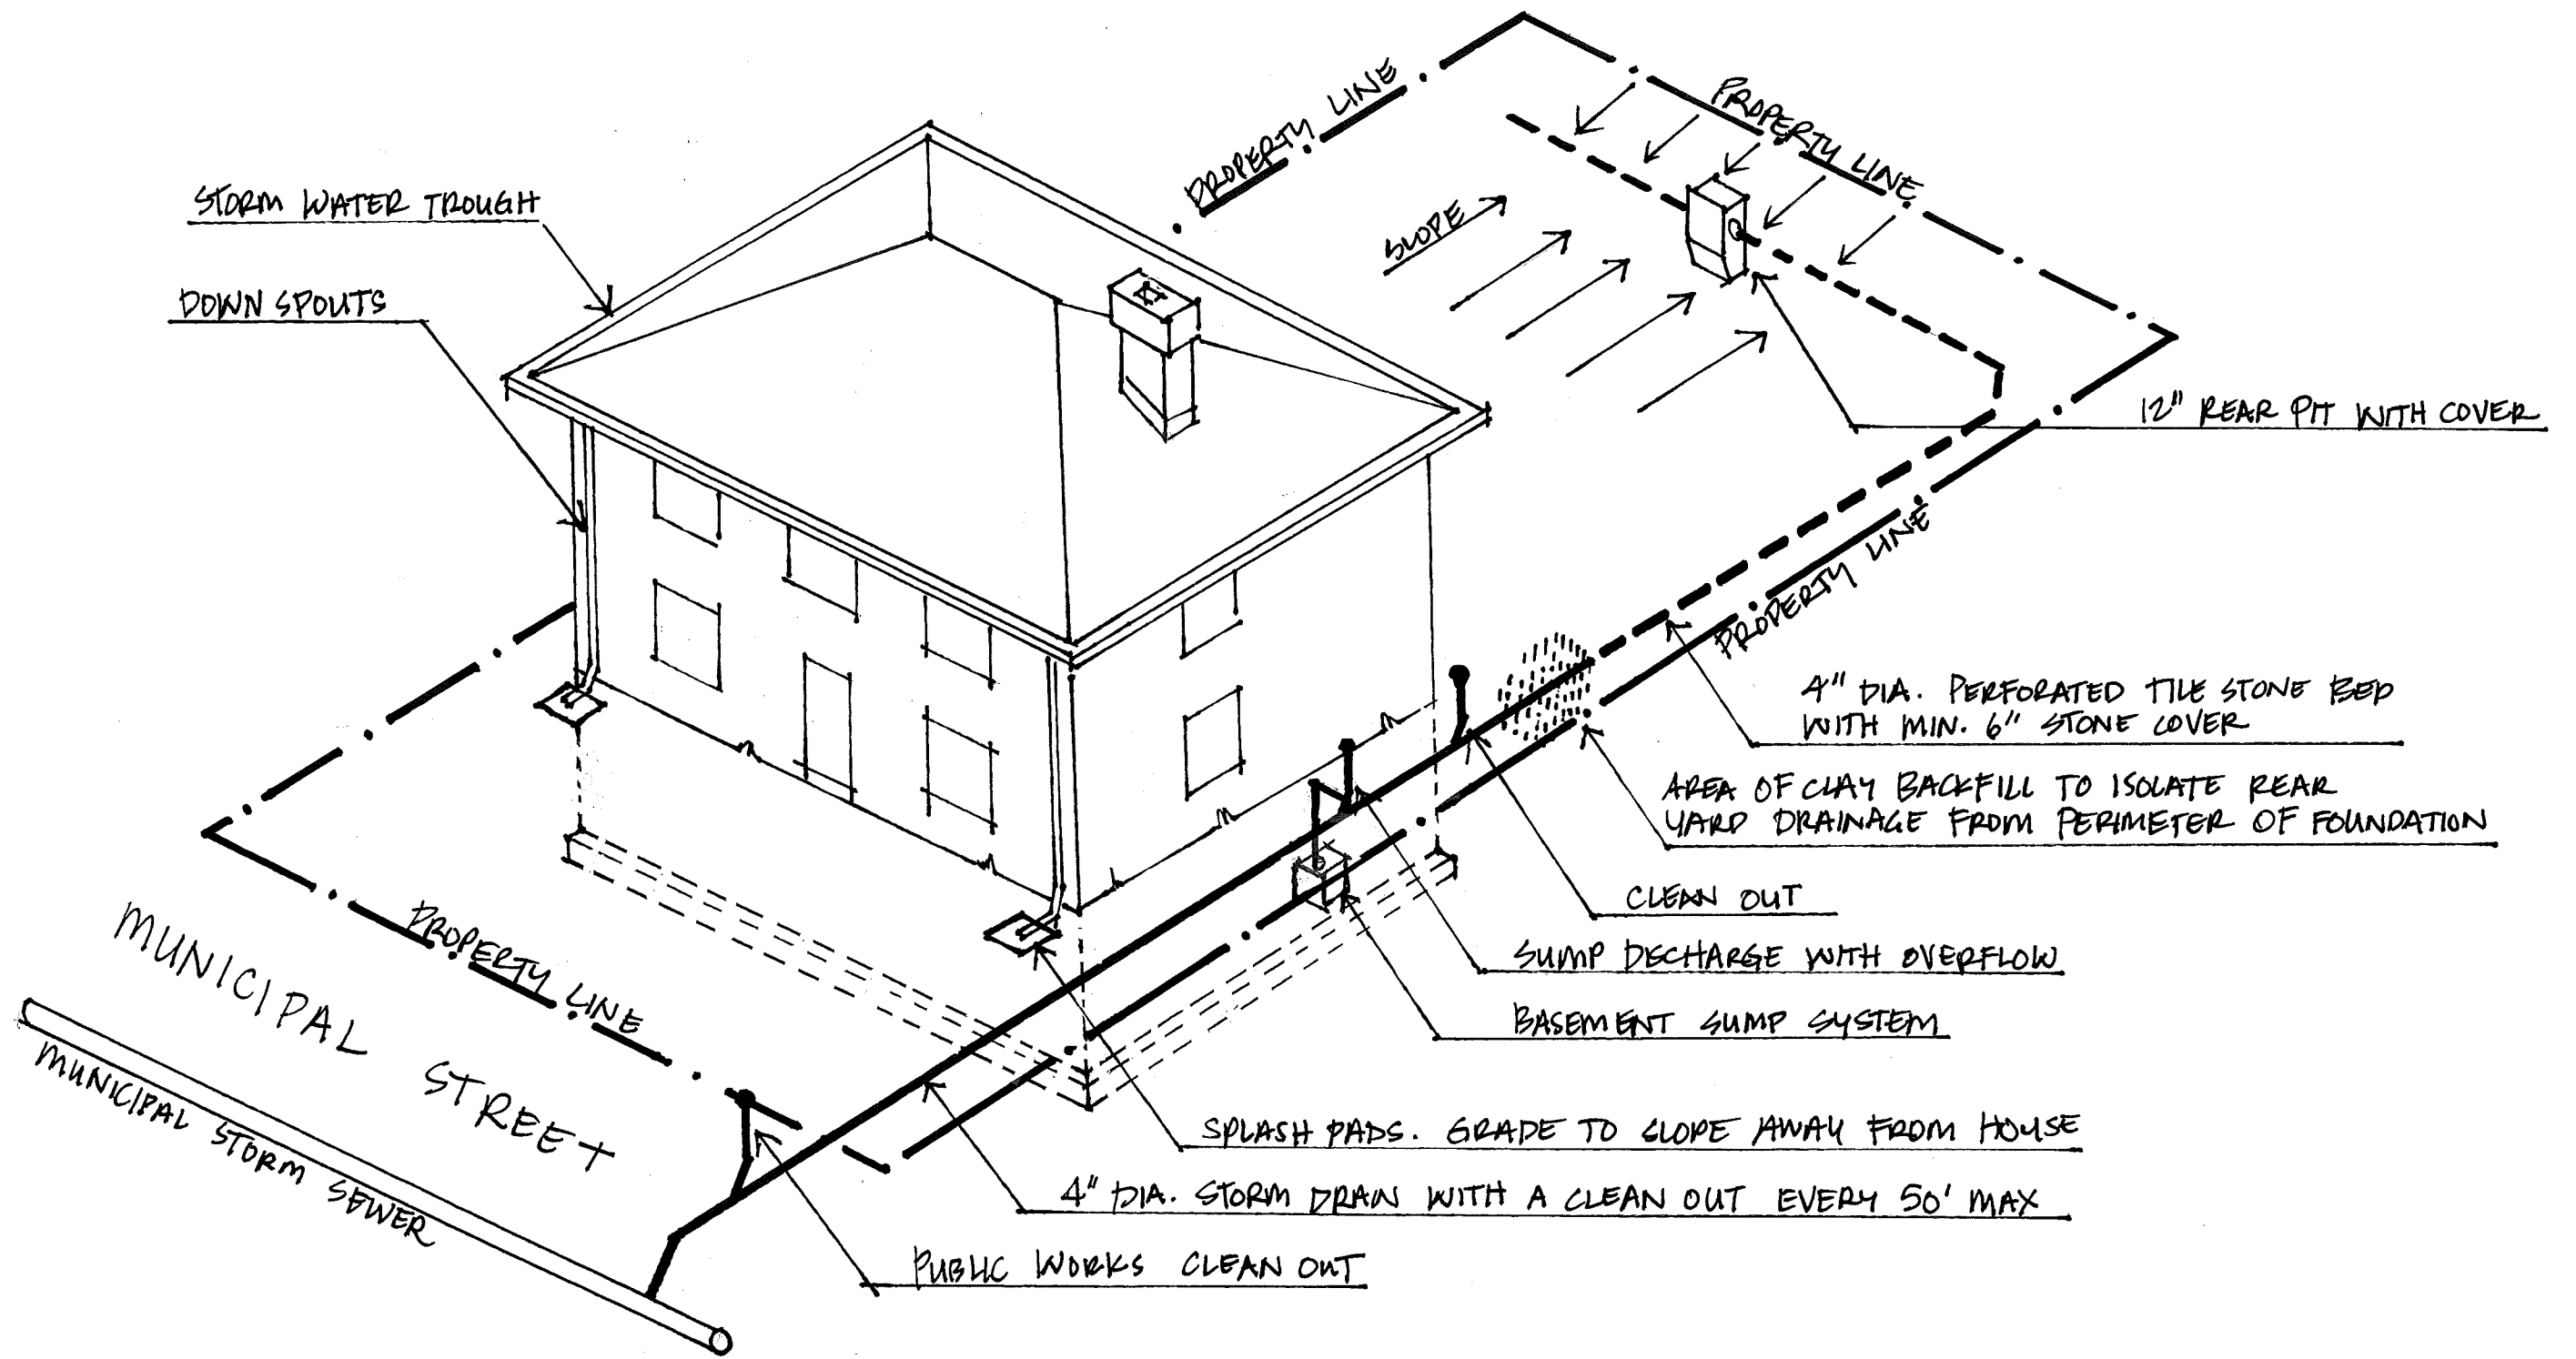 PROPERTY LINE
PROPERTY LINE
STORM WATER TROUGH
SLOPE
DOWN SPOUTS
12" REAR PIT WITH COVER
PROPERTY LINE
4" DIA. PERFORATED TILE STONE BED
WITH MIN. 6" STONE COVER
AREA OF CLAY BACKFILL TO ISOLATE REAR
YARD DRAINAGE FROM PERIMETER OF FOUNDATION
CLEAN OUT
SUMP DISCHARGE WITH OVERFLOW
BASEMENT SUMP SYSTEM
PROPERTY LINE
MUNICIPAL STREET
MUNICIPAL STORM SEWER
SPLASH PADS. GRADE TO SLOPE AWAY FROM HOUSE
4" DIA. STORM DRAIN WITH A CLEAN OUT EVERY 50' MAX
PUBLIC WORKS CLEAN OUT